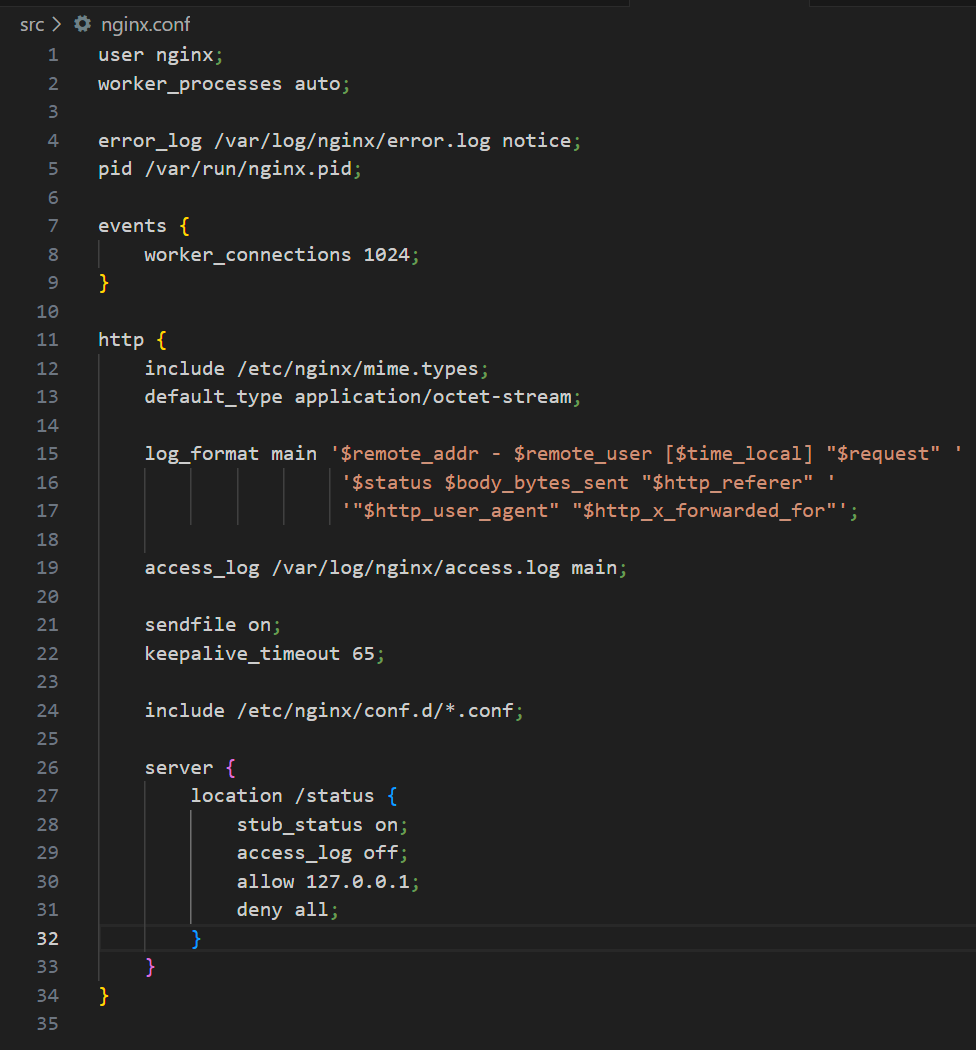 src > nginx.conf
1 user nginx;
2 worker_processes auto;
3
4 error_log /var/log/nginx/error.log notice;
5 pid /var/run/nginx.pid;
6
7 events {
8     worker_connections 1024;
9 }
10
11 http {
12     include /etc/nginx/mime.types;
13     default_type application/octet-stream;
14
15     log_format main '$remote_addr - $remote_user [$time_local] "$request" '
16                     '$status $body_bytes_sent "$http_referer" '
17                     '"$http_user_agent" "$http_x_forwarded_for"';
18
19     access_log /var/log/nginx/access.log main;
20
21     sendfile on;
22     keepalive_timeout 65;
23
24     include /etc/nginx/conf.d/*.conf;
25
26     server {
27         location /status {
28             stub_status on;
29             access_log off;
30             allow 127.0.0.1;
31             deny all;
32         }
33     }
34 }
35